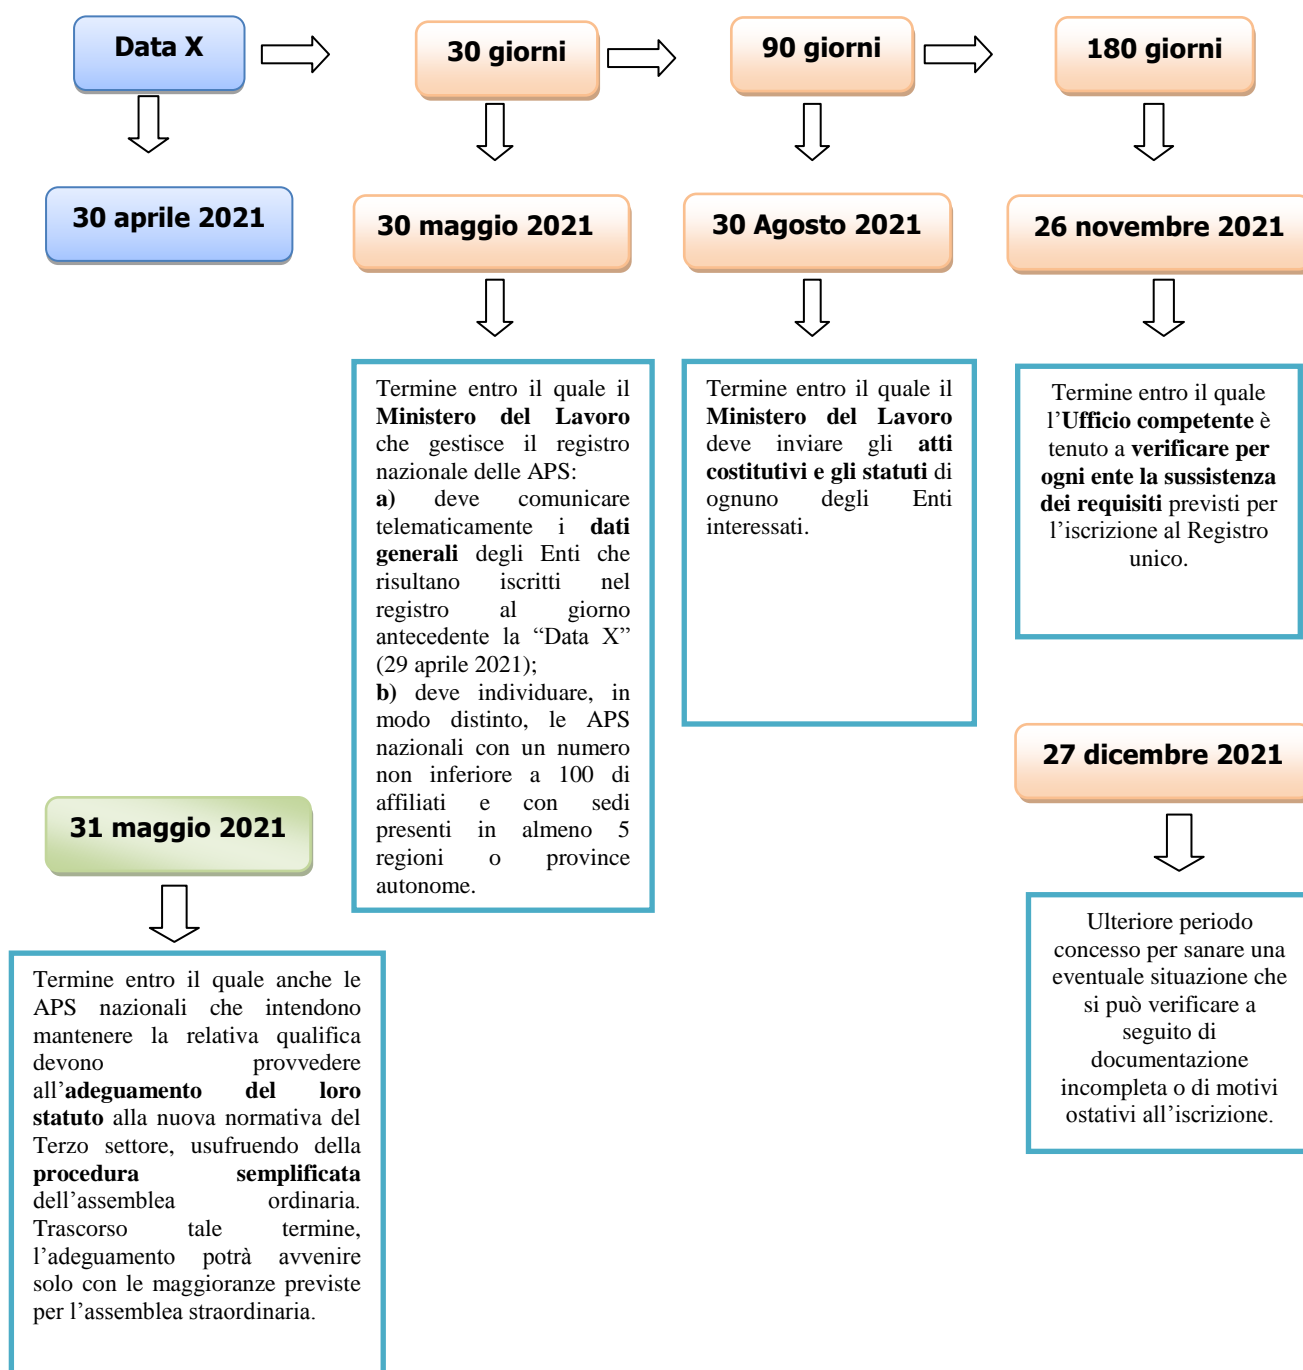 Data X
30 giorni
90 giorni
180 giorni
30 aprile 2021
30 maggio 2021
30 Agosto 2021
26 novembre 2021
Termine entro il quale il
Ministero del Lavoro
che gestisce il registro
nazionale delle APS:
a) deve comunicare
telematicamente i dati
generali degli Enti che
risultano iscritti nel
registro al giorno
antecedente la “Data X”
(29 aprile 2021);
b) deve individuare, in
modo distinto, le APS
nazionali con un numero
non inferiore a 100 di
affiliati e con sedi
presenti in almeno 5
regioni o province
autonome.
Termine entro il quale il
Ministero del Lavoro
deve inviare gli atti
costitutivi e gli statuti di
ognuno degli Enti
interessati.
Termine entro il quale
l’Ufficio competente è
tenuto a verificare per
ogni ente la sussistenza
dei requisiti previsti per
l’iscrizione al Registro
unico.
27 dicembre 2021
Ulteriore periodo
concesso per sanare una
eventuale situazione che
si può verificare a
seguito di
documentazione
incompleta o di motivi
ostativi all’iscrizione.
31 maggio 2021
Termine entro il quale anche le
APS nazionali che intendono
mantenere la relativa qualifica
devono provvedere
all’adeguamento del loro
statuto alla nuova normativa del
Terzo settore, usufruendo della
procedura semplificata
dell’assemblea ordinaria.
Trascorso tale termine,
l’adeguamento potrà avvenire
solo con le maggioranze previste
per l’assemblea straordinaria.